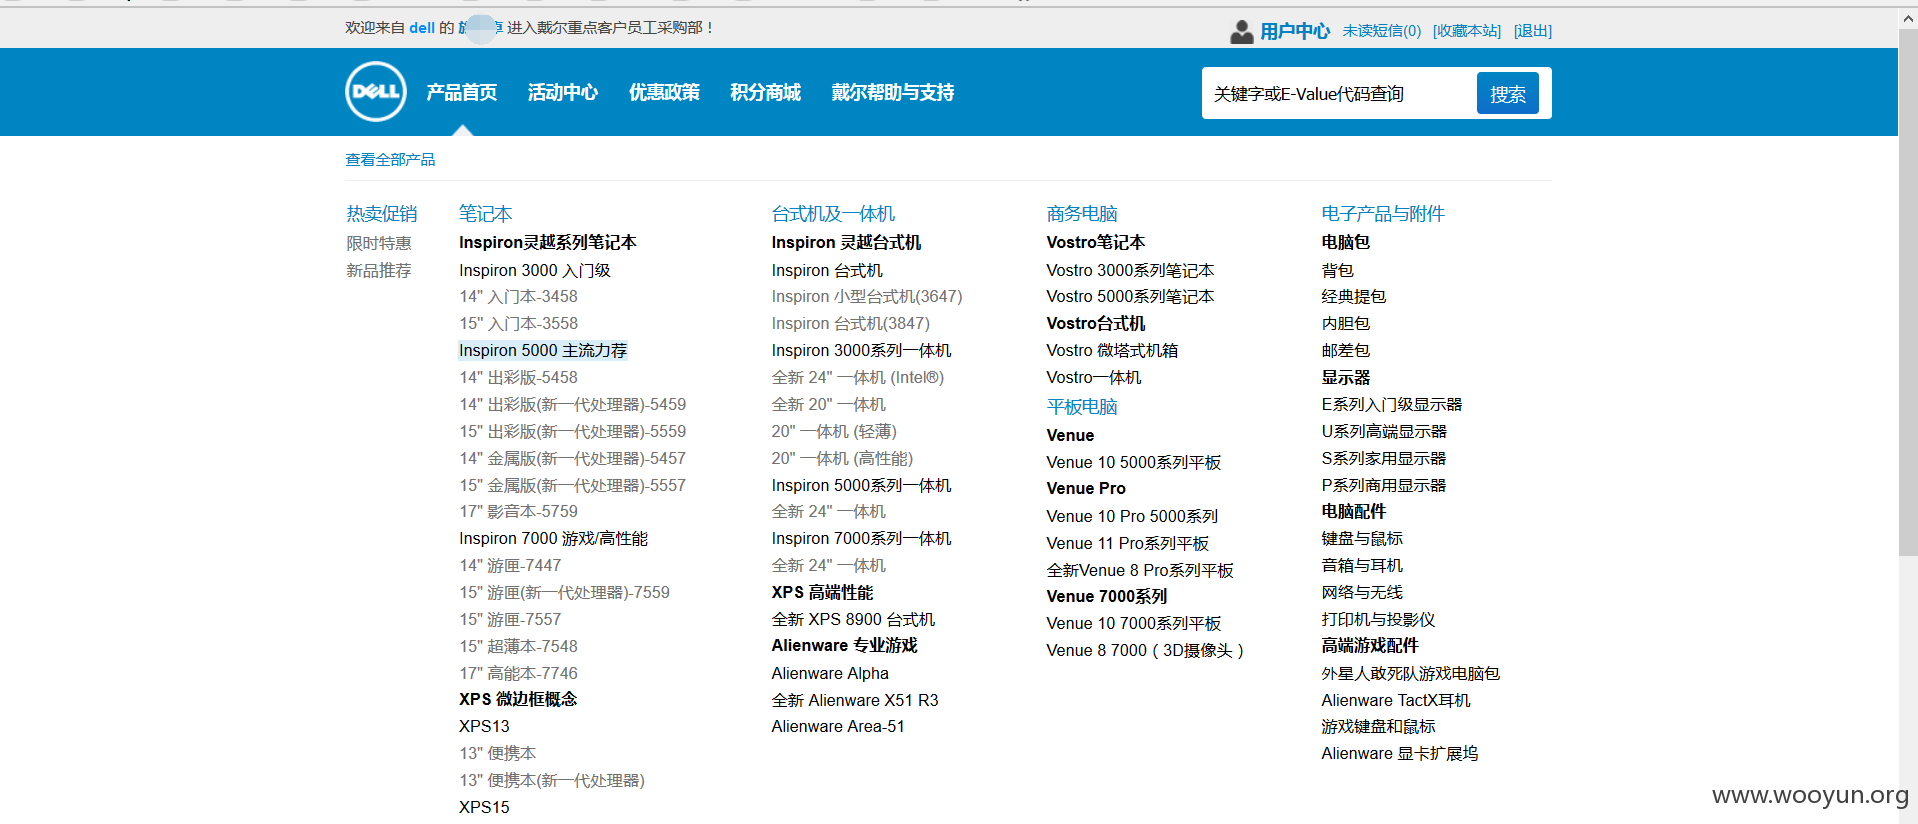 欢迎来自 dell 的 进入戴尔重点客户员工采购部！
用户中心 未读短信(0) [收藏本站] [退出]
DELL 产品首页 活动中心 优惠政策 积分商城 戴尔帮助与支持
关键字或E-Value代码查询 搜索
查看全部产品
热卖促销
限时特惠
新品推荐
笔记本
Inspiron灵越系列笔记本
Inspiron 3000 入门级
14" 入门本-3458
15" 入门本-3558
Inspiron 5000 主流力荐
14" 出彩版-5458
14" 出彩版(新一代处理器)-5459
15" 出彩版(新一代处理器)-5559
14" 金属版(新一代处理器)-5457
15" 金属版(新一代处理器)-5557
17" 影音本-5759
Inspiron 7000 游戏/高性能
14" 游匣-7447
15" 游匣(新一代处理器)-7559
15" 游匣-7557
15" 超薄本-7548
17" 高能本-7746
XPS 微边框概念
XPS13
13" 便携本
13" 便携本(新一代处理器)
XPS15
台式机及一体机
Inspiron 灵越台式机
Inspiron 台式机
Inspiron 小型台式机(3647)
Inspiron 台式机(3847)
Inspiron 3000系列一体机
全新 24" 一体机 (Intel®)
全新 20" 一体机
20" 一体机 (轻薄)
20" 一体机 (高性能)
Inspiron 5000系列一体机
全新 24" 一体机
Inspiron 7000系列一体机
全新 24" 一体机
XPS 高端性能
全新 XPS 8900 台式机
Alienware 专业游戏
Alienware Alpha
全新 Alienware X51 R3
Alienware Area-51
商务电脑
Vostro笔记本
Vostro 3000系列笔记本
Vostro 5000系列笔记本
Vostro台式机
Vostro 微塔式机箱
Vostro一体机
平板电脑
Venue
Venue 10 5000系列平板
Venue Pro
Venue 10 Pro 5000系列
Venue 11 Pro系列平板
全新Venue 8 Pro系列平板
Venue 7000系列
Venue 10 7000系列平板
Venue 8 7000（3D摄像头）
电子产品与附件
电脑包
背包
经典提包
内胆包
邮差包
显示器
E系列入门级显示器
U系列高端显示器
S系列家用显示器
P系列商用显示器
电脑配件
键盘与鼠标
音箱与耳机
网络与无线
打印机与投影仪
高端游戏配件
外星人敢死队游戏电脑包
Alienware TactX耳机
游戏键盘和鼠标
Alienware 显卡扩展坞
www.wooyun.org